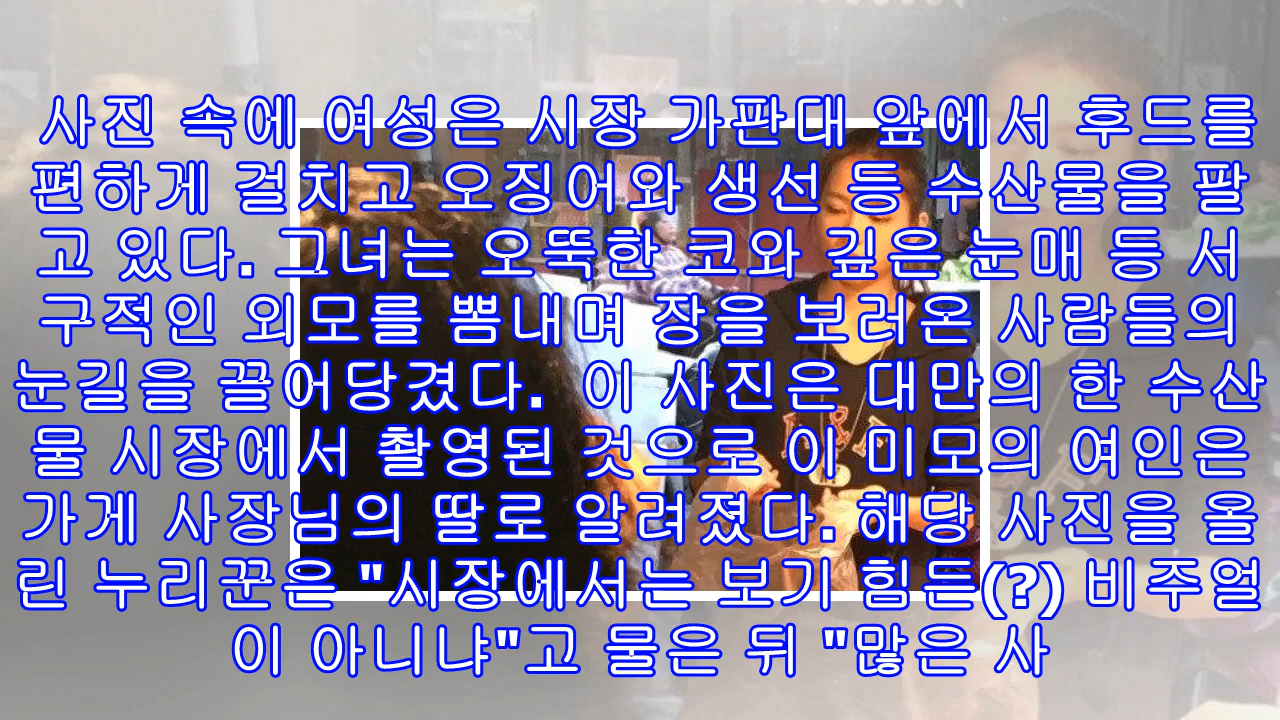 사진 속에 여성은 시장 가판대 앞에서 후드를
편하게 걸치고 오징어와 생선 등 수산물을 팔
고 있다. 그녀는 오뚝한 코와 깊은 눈매 등 서
구적인 외모를 뽐내며 장을 보러온 사람들의
눈길을 끌어당겼다.  이 사진은 대만의 한 수산
물 시장에서 촬영된 것으로 이 미모의 여인은
가게 사장님의 딸로 알려졌다. 해당 사진을 올
린 누리꾼은 "시장에서는 보기 힘든(?) 비주얼
이 아니냐"고 물은 뒤 "많은 사